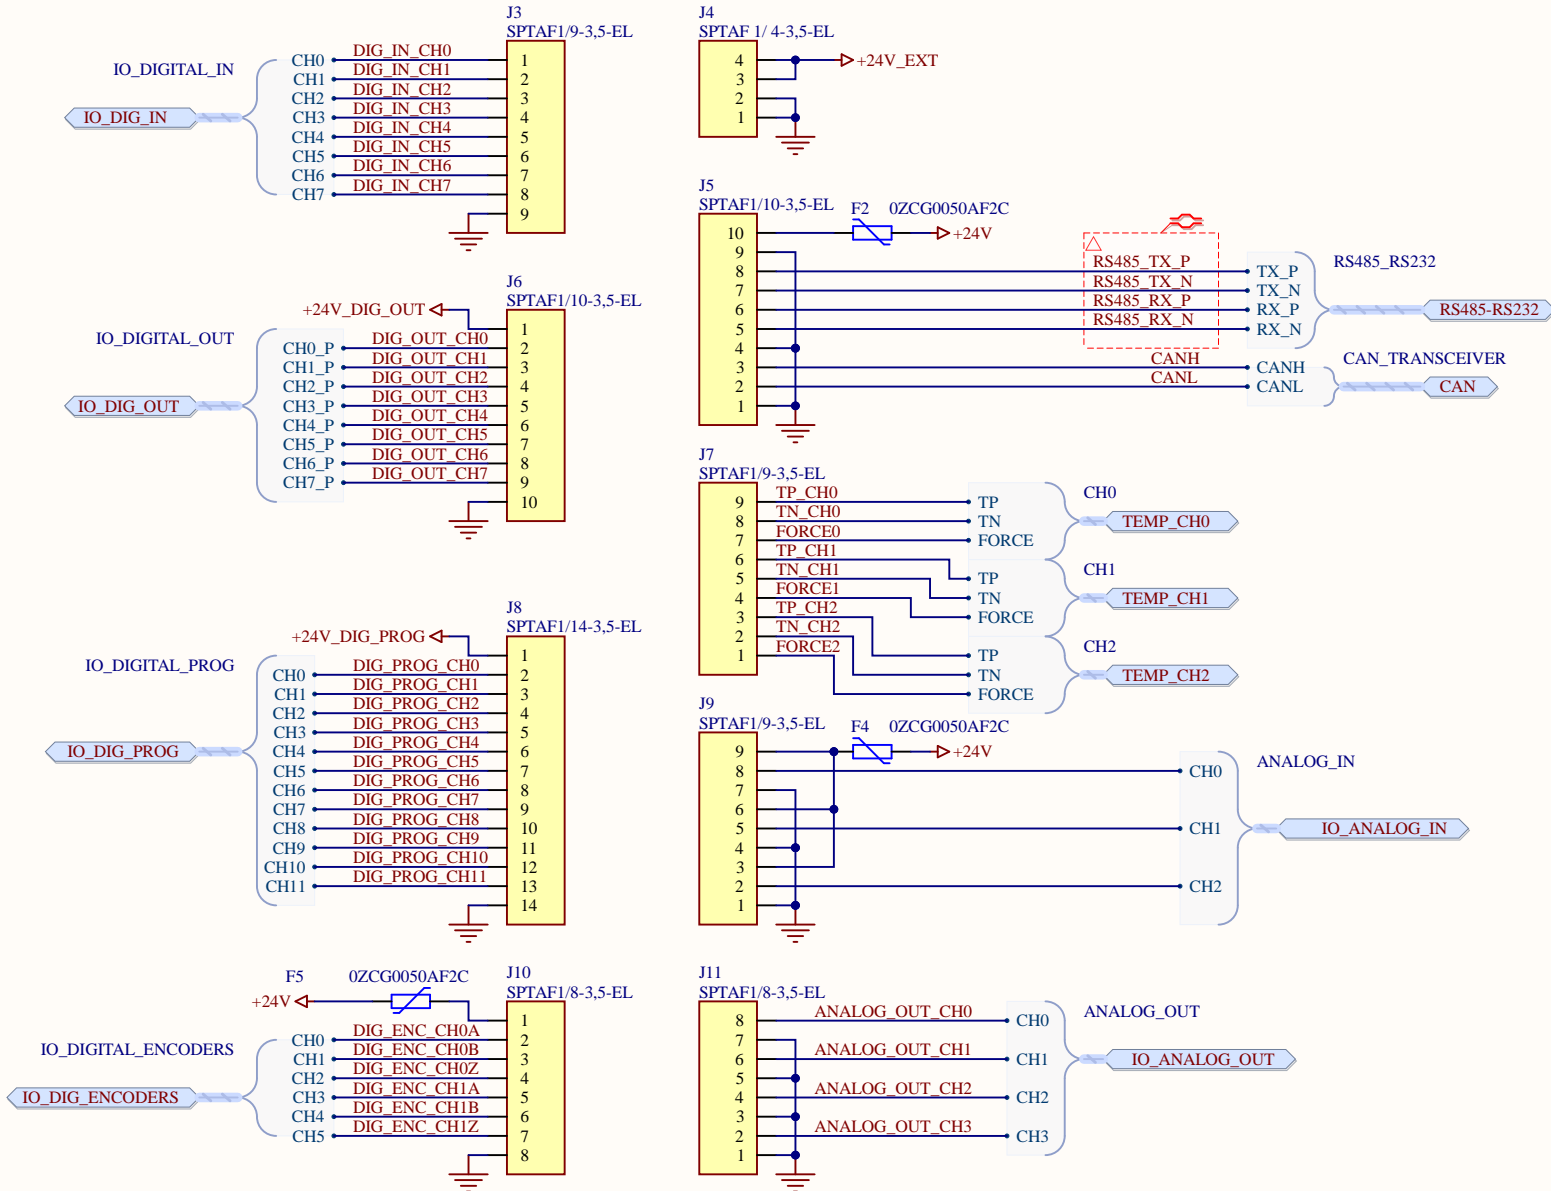 J3
SPTAF1/9-3,5-EL
IO_DIGITAL_IN
IO_DIG_IN
CH0 DIG_IN_CH0 1
CH1 DIG_IN_CH1 2
CH2 DIG_IN_CH2 3
CH3 DIG_IN_CH3 4
CH4 DIG_IN_CH4 5
CH5 DIG_IN_CH5 6
CH6 DIG_IN_CH6 7
CH7 DIG_IN_CH7 8
9
J6
SPTAF1/10-3,5-EL
+24V_DIG_OUT 1
IO_DIGITAL_OUT
IO_DIG_OUT
CH0_P DIG_OUT_CH0 2
CH1_P DIG_OUT_CH1 3
CH2_P DIG_OUT_CH2 4
CH3_P DIG_OUT_CH3 5
CH4_P DIG_OUT_CH4 6
CH5_P DIG_OUT_CH5 7
CH6_P DIG_OUT_CH6 8
CH7_P DIG_OUT_CH7 9
10
J8
SPTAF1/14-3,5-EL
+24V_DIG_PROG 1
IO_DIGITAL_PROG
IO_DIG_PROG
CH0 DIG_PROG_CH0 2
CH1 DIG_PROG_CH1 3
CH2 DIG_PROG_CH2 4
CH3 DIG_PROG_CH3 5
CH4 DIG_PROG_CH4 6
CH5 DIG_PROG_CH5 7
CH6 DIG_PROG_CH6 8
CH7 DIG_PROG_CH7 9
CH8 DIG_PROG_CH8 10
CH9 DIG_PROG_CH9 11
CH10 DIG_PROG_CH10 12
CH11 DIG_PROG_CH11 13
14
F5 0ZCG0050AF2C
J10
SPTAF1/8-3,5-EL
+24V 1
IO_DIGITAL_ENCODERS
IO_DIG_ENCODERS
CH0 DIG_ENC_CH0A 2
CH1 DIG_ENC_CH0B 3
CH2 DIG_ENC_CH0Z 4
CH3 DIG_ENC_CH1A 5
CH4 DIG_ENC_CH1B 6
CH5 DIG_ENC_CH1Z 7
8
J4
SPTAF 1/ 4-3,5-EL
4 +24V_EXT
3
2
1
J5
SPTAF1/10-3,5-EL
F2 0ZCG0050AF2C
10 +24V
9
8 RS485_TX_P TX_P
7 RS485_TX_N TX_N
6 RS485_RX_P RX_P
5 RS485_RX_N RX_N
RS485_RS232
RS485-RS232
4
3 CANH CANH
2 CANL CANL
1
CAN_TRANSCEIVER
CAN
J7
SPTAF1/9-3,5-EL
9 TP_CH0 TP
8 TN_CH0 TN
7 FORCE0 FORCE
CH0
TEMP_CH0
6 TP_CH1 TP
5 TN_CH1 TN
4 FORCE1 FORCE
CH1
TEMP_CH1
3 TP_CH2 TP
2 TN_CH2 TN
1 FORCE2 FORCE
CH2
TEMP_CH2
J9
SPTAF1/9-3,5-EL
F4 0ZCG0050AF2C
9 +24V
8 CH0
7
6
5 CH1
4
3
2 CH2
1
ANALOG_IN
IO_ANALOG_IN
J11
SPTAF1/8-3,5-EL
8 ANALOG_OUT_CH0 CH0
7
6 ANALOG_OUT_CH1 CH1
5
4 ANALOG_OUT_CH2 CH2
3
2 ANALOG_OUT_CH3 CH3
1
ANALOG_OUT
IO_ANALOG_OUT